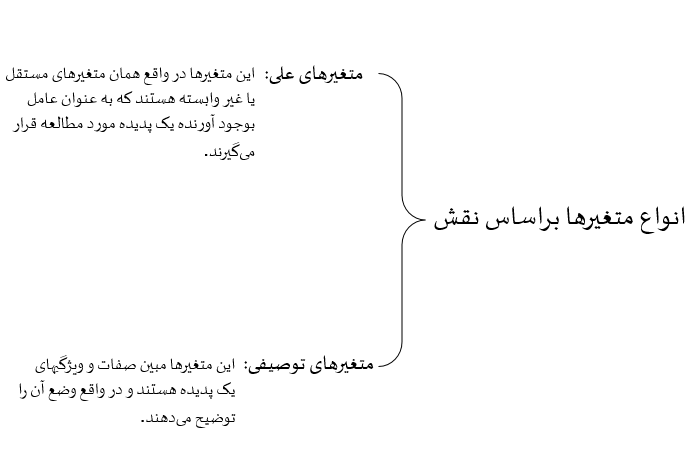 انواع متغیرها براساس نقش
متغیرهای علی: این متغیرها در واقع همان متغیرهای مستقل
یا غیر وابسته هستند که به عنوان عامل
بوجود آورنده یک پدیده مورد مطالعه قرار
می‌گیرند.
متغیرهای توصیفی: این متغیرها مبین صفات و ویژگیهای
یک پدیده هستند و در واقع وضع آن را
توضیح می‌دهند.